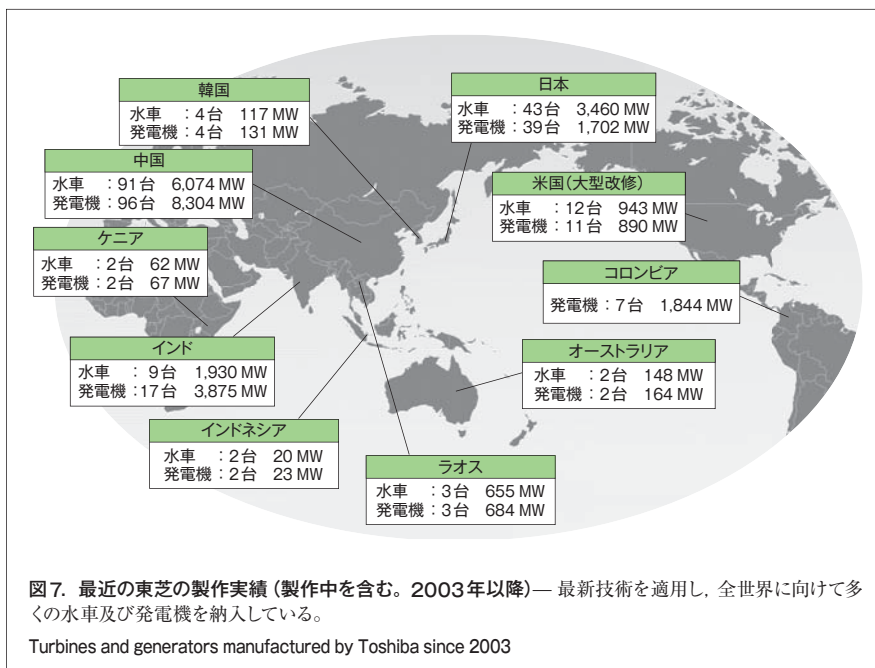 韓国
水車 :4台 117 MW
発電機:4台 131 MW
日本
水車 :43台 3,460 MW
発電機:39台 1,702 MW
中国
水車 :91台 6,074 MW
発電機:96台 8,304 MW
米国(大型改修)
水車 :12台 943 MW
発電機:11台 890 MW
ケニア
水車 :2台 62 MW
発電機:2台 67 MW
コロンビア
発電機:7台 1,844 MW
インド
水車 : 9台 1,930 MW
発電機:17台 3,875 MW
オーストラリア
水車 :2台 148 MW
発電機:2台 164 MW
インドネシア
水車 :2台 20 MW
発電機:2台 23 MW
ラオス
水車 :3台 655 MW
発電機:3台 684 MW
図7. 最近の東芝の製作実績(製作中を含む。2003年以降)— 最新技術を適用し,全世界に向けて多
くの水車及び発電機を納入している。
Turbines and generators manufactured by Toshiba since 2003